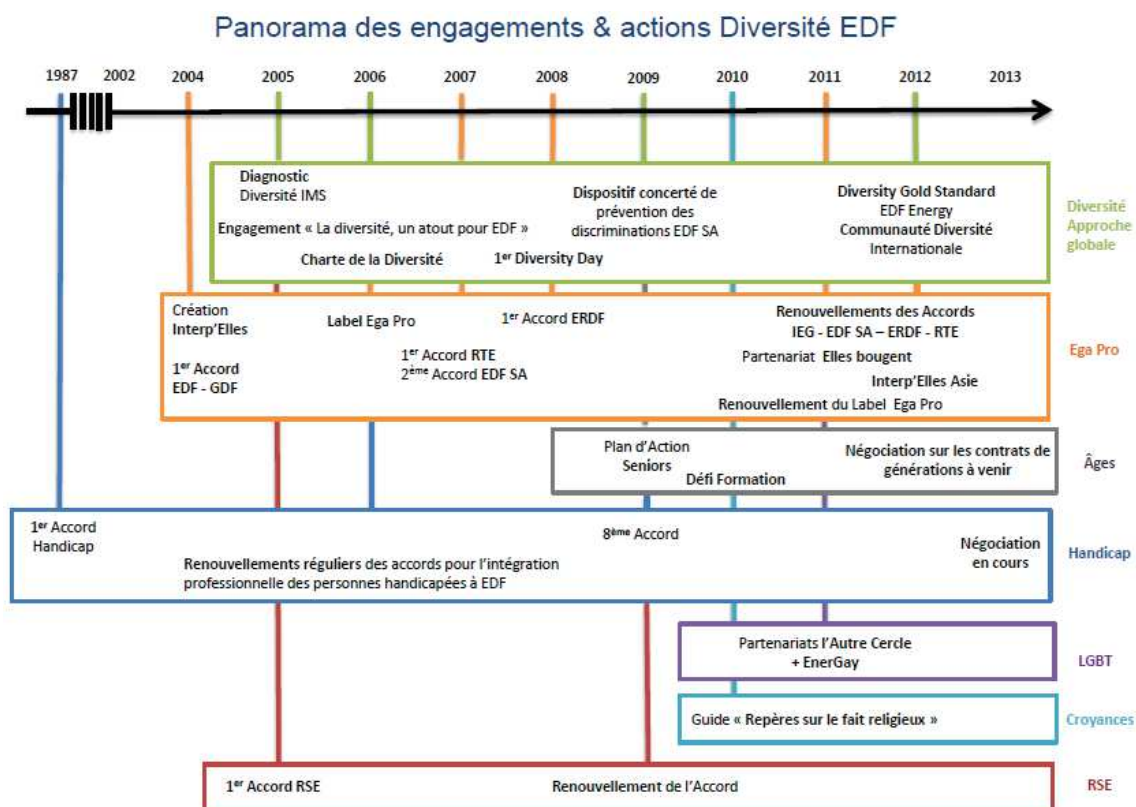 Panorama des engagements & actions Diversité EDF
1987 2002 2004 2005 2006 2007 2008 2009 2010 2011 2012 2013
Diagnostic
Diversité IMS
Engagement « La diversité, un atout pour EDF »
Charte de la Diversité
1er Diversity Day
Dispositif concerté de
prévention des
discriminations EDF SA
Diversity Gold Standard
EDF Energy
Communauté Diversité
Internationale
Diversité
Approche
globale
Création
Interp'Elles
1er Accord
EDF - GDF
Label Ega Pro
1er Accord RTE
2ème Accord EDF SA
1er Accord ERDF
Renouvellements des Accords
IEG - EDF SA – ERDF - RTE
Partenariat Elles bougent
Interp'Elles Asie
Renouvellement du Label Ega Pro
Ega Pro
Plan d'Action
Seniors
Défi Formation
Négociation sur les contrats de
générations à venir
Âges
1er Accord
Handicap
Renouvellements réguliers des accords pour l'intégration
professionnelle des personnes handicapées à EDF
8ème Accord
Négociation
en cours
Handicap
Partenariats l'Autre Cercle
+ EnerGay
LGBT
Guide « Repères sur le fait religieux »
Croyances
1er Accord RSE
Renouvellement de l'Accord
RSE